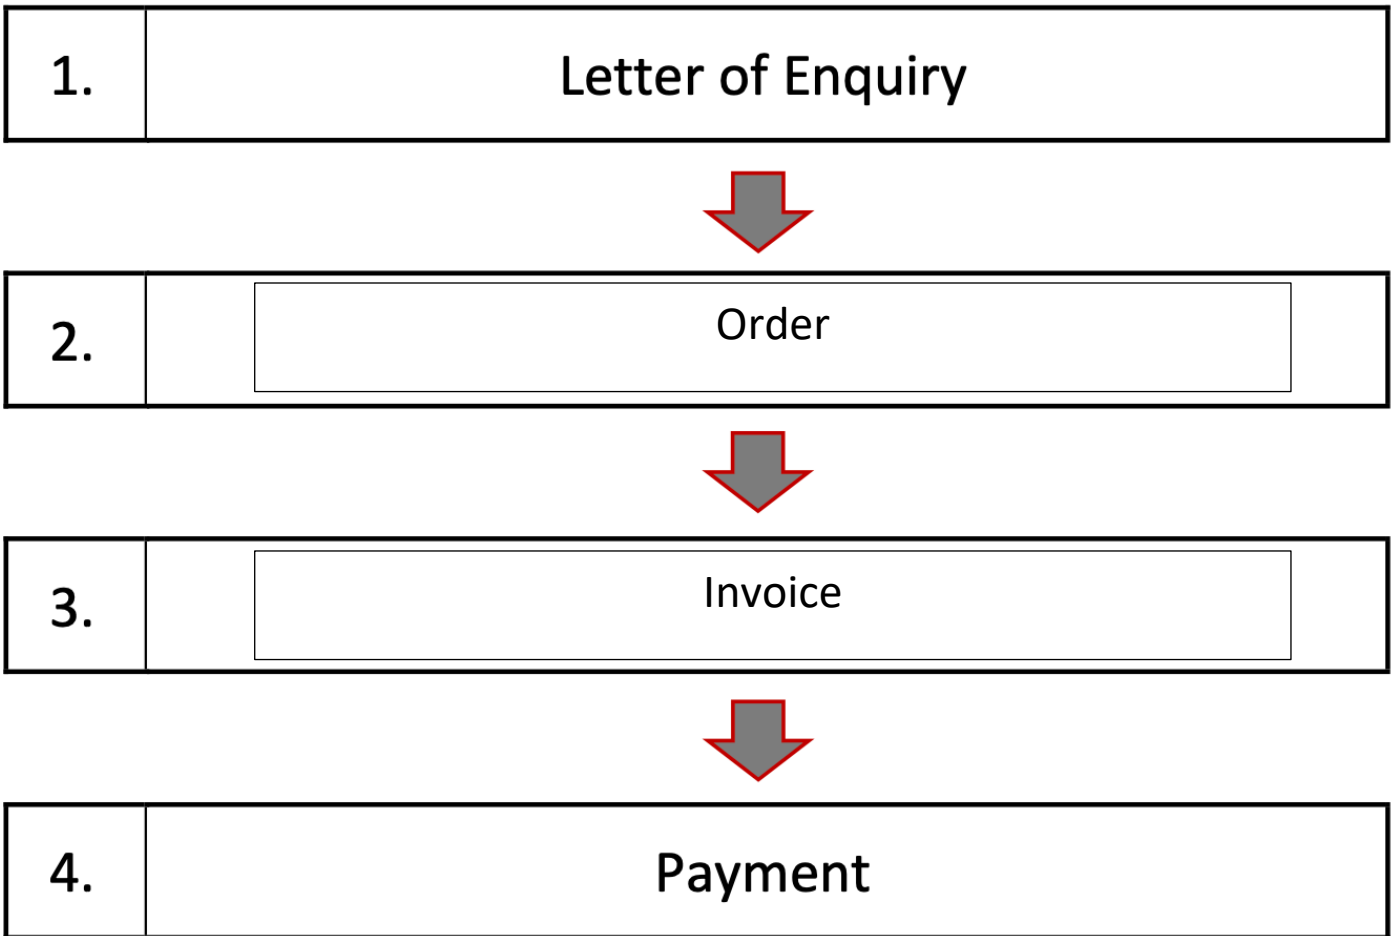 1. Letter of Enquiry
2. Order
3. Invoice
4. Payment